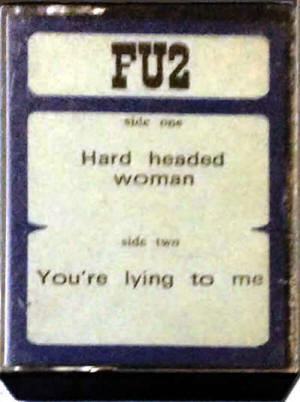 FU2
side one
Hard headed
woman
side two
You're lying to me